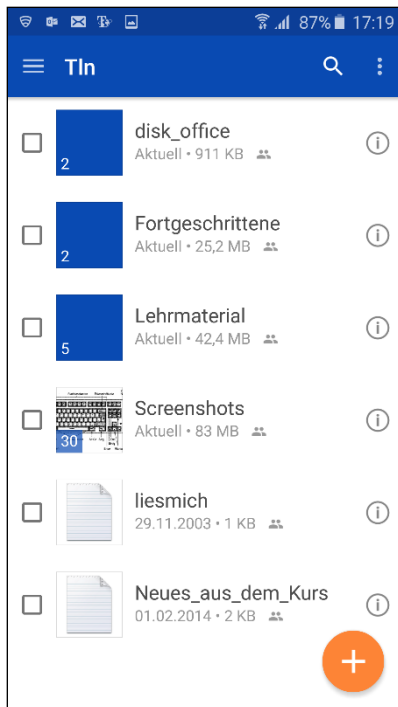 87% 17:19
Tln
disk_office
2
Aktuell • 911 KB
Fortgeschrittene
2
Aktuell • 25,2 MB
Lehrmaterial
5
Aktuell • 42,4 MB
Screenshots
30
Aktuell • 83 MB
liesmich
29.11.2003 • 1 KB
Neues_aus_dem_Kurs
01.02.2014 • 2 KB